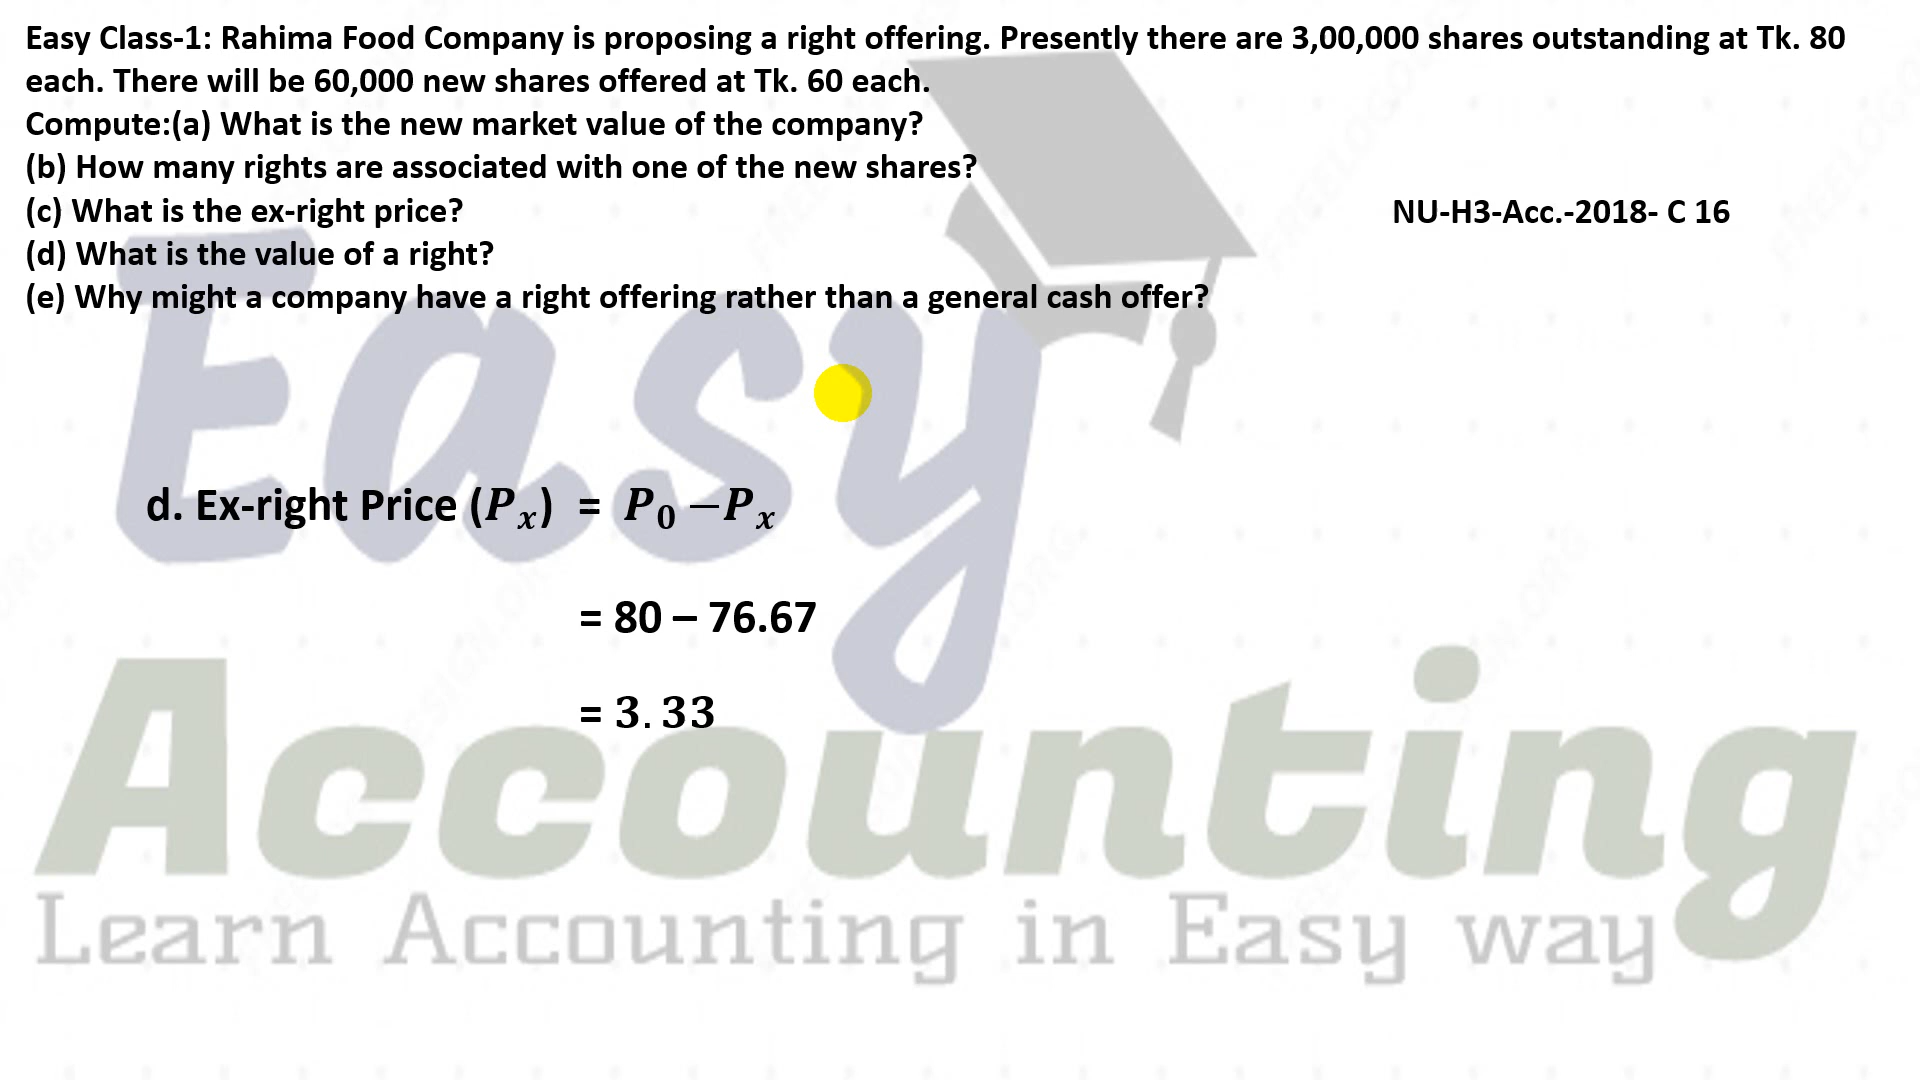 Easy Class-1: Rahima Food Company is proposing a right offering. Presently there are 3,00,000 shares outstanding at Tk. 80
each. There will be 60,000 new shares offered at Tk. 60 each.
Compute:(a) What is the new market value of the company?
(b) How many rights are associated with one of the new shares?
(c) What is the ex-right price?
NU-H3-Acc.-2018- C 16
(d) What is the value of a right?
(e) Why might a company have a right offering rather than a general cash offer?
d. Ex-right Price (Pₓ) = P₀ – Pₓ
= 80 – 76.67
= 3.33
Easy
Accounting
Learn Accounting in Easy way